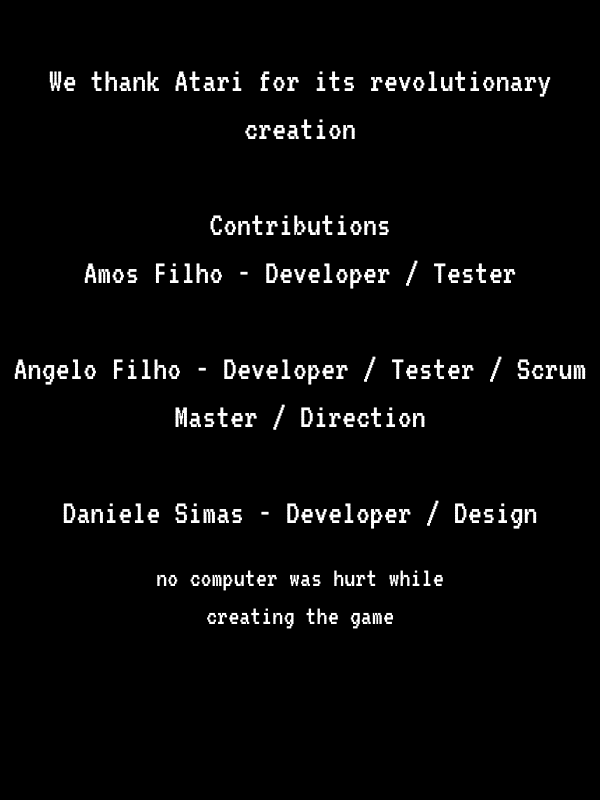 We thank Atari for its revolutionary
creation
Contributions
Amos Filho - Developer / Tester
Angelo Filho - Developer / Tester / Scrum
Master / Direction
Daniele Simas - Developer / Design
no computer was hurt while
creating the game